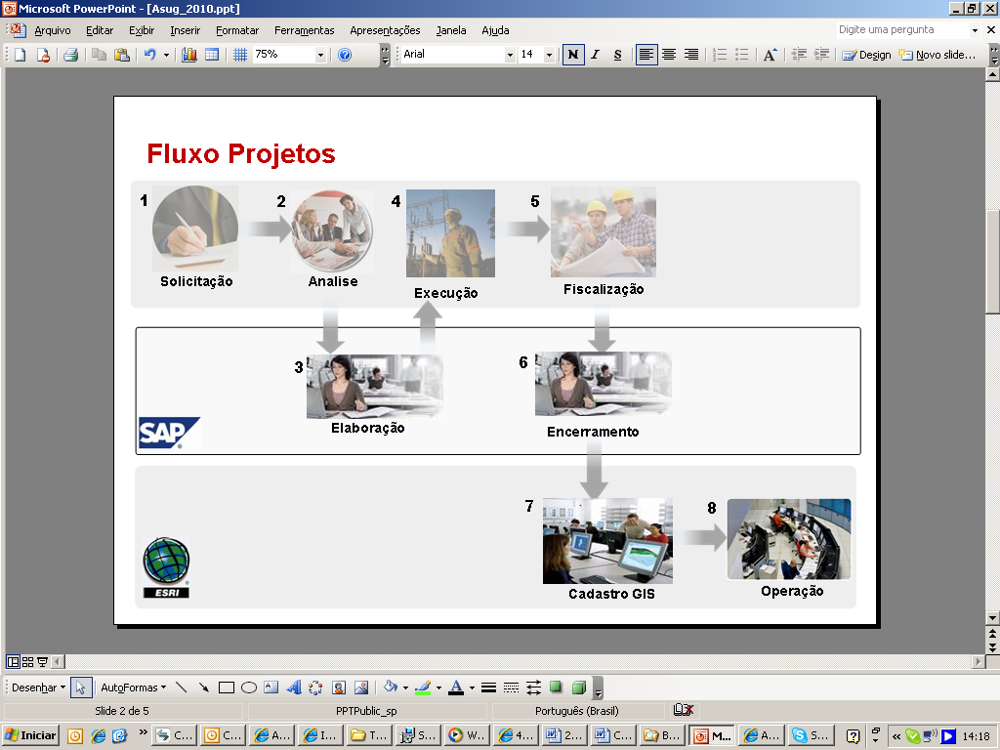 Microsoft PowerPoint - [Asug_2010.ppt]
Arquivo Editar Exibir Inserir Formatar Ferramentas Apresentações Janela Ajuda Digite uma pergunta
75% Arial 14 N I S A Design Novo slide...
Fluxo Projetos
1 2 4 5
Solicitação Analise Execução Fiscalização
3 6
Elaboração Encerramento
SAP
7 8
ESRI
Cadastro GIS Operação
Desenhar AutoFormas A A
Slide 2 de 5 PPTPublic_sp Português (Brasil)
Iniciar » C... C... A... I... T... S... W... 4... 2... C... B... M... A... S... « 14:18